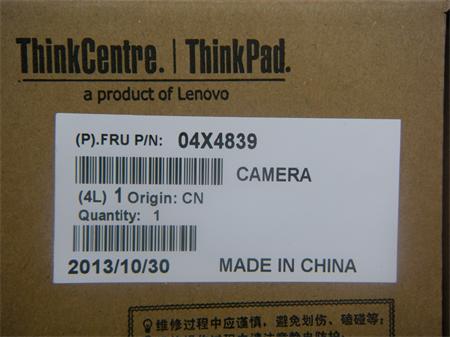 ThinkCentre. | ThinkPad.
a product of Lenovo
(P).FRU P/N: 04X4839
CAMERA
(4L) 1 Origin: CN
Quantity: 1
2013/10/30 MADE IN CHINA
维修过程中应谨慎，避免划伤、磕碰等；